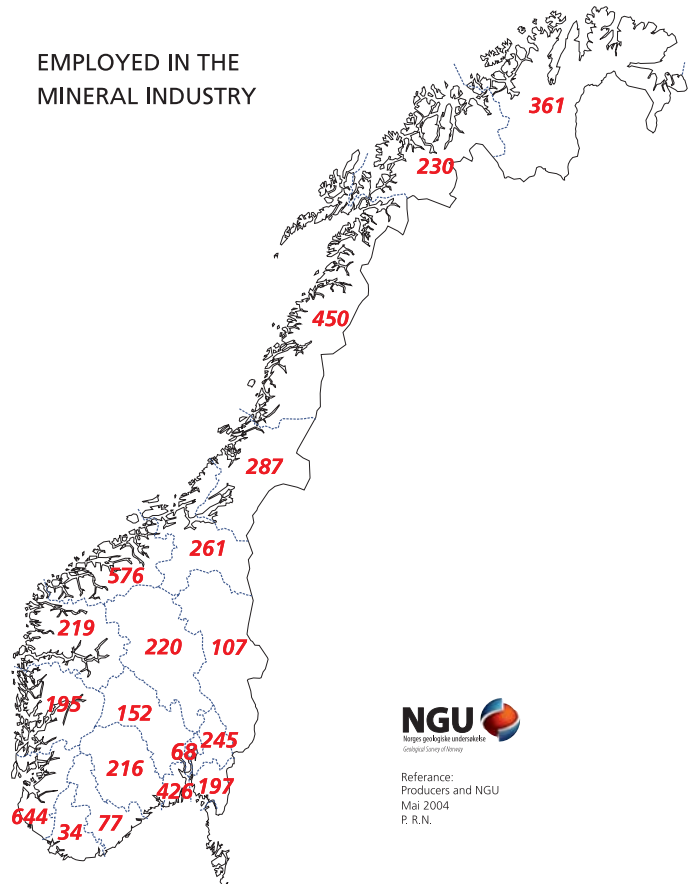 EMPLOYED IN THE
MINERAL INDUSTRY
361
230
450
287
261
576
219
220
107
195
152
245
68
216
197
426
644
77
34
NGU
Norges geologiske undersøkelse
Geological Survey of Norway
Referance:
Producers and NGU
Mai 2004
P. R.N.